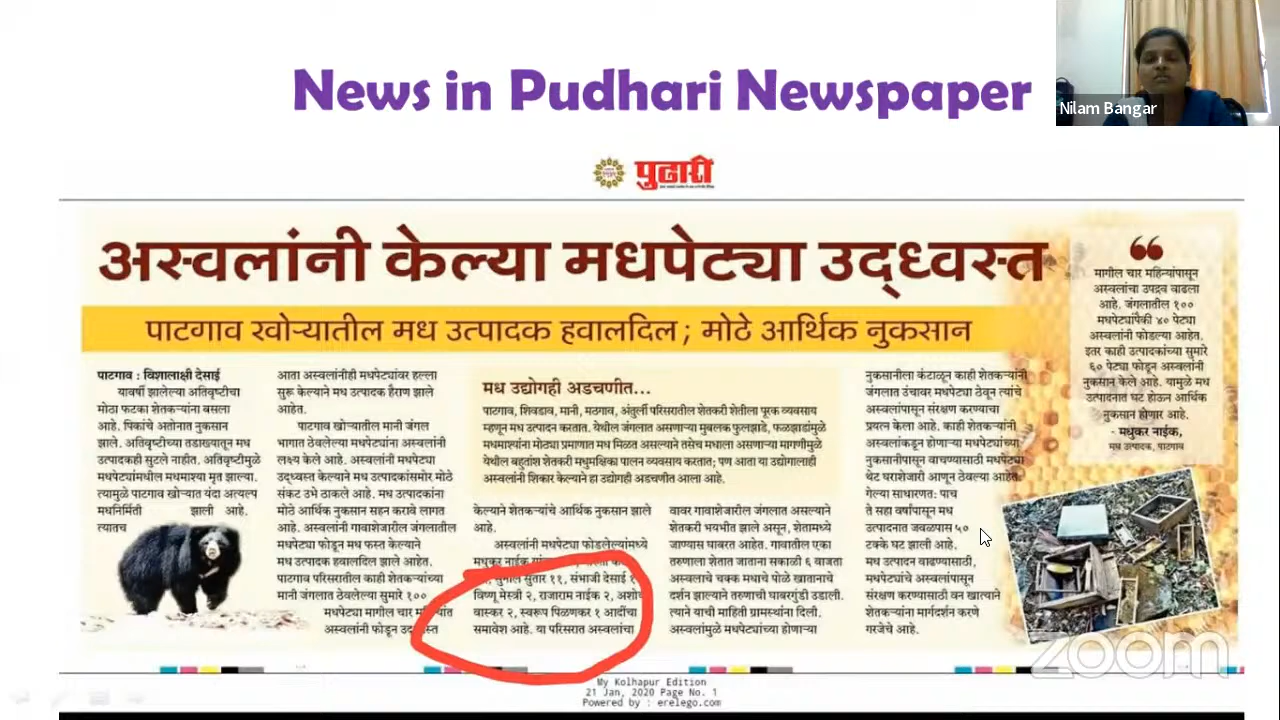 News in Pudhari Newspaper
Nilam Bangar
पुढारी
अस्वलांनी केल्या मधपेट्या उद्ध्वस्त
पाटगाव खोऱ्यातील मध उत्पादक हवालदिल ; मोठे आर्थिक नुकसान
पाटगाव : विशालाक्षी देसाई
यावर्षी झालेल्या अतिवृष्टीचा
मोठा फटका शेतकऱ्यांना बसला
आहे. पिकांचे अतोनात नुकसान
झाले. अतिवृष्टीच्या तडाख्यातून मध
उत्पादकही सुटले नाहीत. अतिवृष्टीमुळे
मधपेट्यांमधील मधमाश्या मृत झाल्या.
त्यामुळे पाटगाव खोऱ्यात यंदा अत्यल्प
मधनिर्मिती झाली आहे.
त्यातच
आता अस्वलांनीही मधपेट्यांवर हल्ला
सुरू केल्याने मध उत्पादक हैराण झाले
आहेत.
पाटगाव खोऱ्यातील मानी जंगल
भागात ठेवलेल्या मधपेट्यांना अस्वलांनी
लक्ष्य केले आहे. अस्वलांनी मधपेट्या
उद्ध्वस्त केल्याने मध उत्पादकांसमोर मोठे
संकट उभे ठाकले आहे. मध उत्पादकांना
मोठे आर्थिक नुकसान सहन करावे लागत
आहे. अस्वलांनी गावाशेजारील जंगलातील
मधपेट्या फोडून मध फस्त केल्याने
मध उत्पादक हवालदिल झाले आहेत.
पाटगाव परिसरातील काही शेतकऱ्यांच्या
मानी जंगलात ठेवलेल्या सुमारे १००
मधपेट्या मागील चार
अस्वलांनी फोडून
मध उद्योगही अडचणीत...
पाटगाव, शिवडाव, मानी, मठगाव, अंतुर्ली परिसरातील शेतकरी शेतीला पूरक व्यवसाय
म्हणून मध उत्पादन करतात. येथील जंगलात असणाऱ्या मुबलक फुलझाडे, फळझाडांमुळे
मधमाश्यांना मोठ्या प्रमाणात मध मिळत असल्याने तसेच मधाला असणाऱ्या मागणीमुळे
येथील बहुतांश शेतकरी मधुमक्षिका पालन व्यवसाय करतात; पण आता या उद्योगालाही
अस्वलांनी शिकार केल्याने हा उद्योगही अडचणीत आला आहे.
केल्याने शेतकऱ्यांचे आर्थिक नुकसान झाले
आहे.
अस्वलांनी मधपेट्या फोडलेल्यांमध्ये
मधुकर नाईक
सुतार ११, संभाजी देसाई
विष्णू मेस्त्री २, राजाराम नाईक २,
वास्कर २, स्वरूप पिळणकर १ आदींचा
समावेश आहे. या परिसरात अस्वलांचा
वावर गावाशेजारील जंगलात असल्याने
शेतकरी भयभीत झाले असून, शेतामध्ये
जाण्यास घाबरत आहेत. गावातील एका
तरुणाला शेतात जाताना सकाळी ६ वाजता
अस्वलाचे चक्क मधाचे पोळे खातानाचे
दर्शन झाल्याने तरुणाची घाबरगुंडी उडाली.
त्याने याची माहिती ग्रामस्थांना दिली.
अस्वलांमुळे मधपेट्यांच्या होणाऱ्या
नुकसानीला कंटाळून काही शेतकऱ्यांनी
जंगलात उंचावर मधपेट्या ठेवून त्यांचे
अस्वलांपासून संरक्षण करण्याचा
प्रयत्न केला आहे. काही शेतकऱ्यांनी
अस्वलांकडून होणाऱ्या मधपेट्यांच्या
नुकसानीपासून वाचण्यासाठी मधपेट्या
थेट घराशेजारी आणून ठेवल्या आहेत.
गेल्या साधारणत: पाच
ते सहा वर्षांपासून मध
उत्पादनात जवळपास ५०
टक्के घट झाली आहे.
मध उत्पादन वाढण्यासाठी,
मधपेट्यांचे अस्वलांपासून
संरक्षण करण्यासाठी वन खात्याने
शेतकऱ्यांना मार्गदर्शन करणे
गरजेचे आहे.
मागील चार महिन्यांपासून
अस्वलांचा उपद्रव वाढला
आहे. जंगलातील १००
मधपेट्यांपैकी ४० पेट्या
अस्वलांनी फोडल्या आहेत.
इतर काही उत्पादकांच्या सुमारे
६० पेट्या फोडून अस्वलांनी
नुकसान केले आहे. यामुळे मध
उत्पादनात घट होऊन आर्थिक
नुकसान होणार आहे.
- मधुकर नाईक,
मध उत्पादक, पाटगाव
zoom
My Kolhapur Edition
21 Jan, 2020 Page No. 1
Powered by : erelego.com